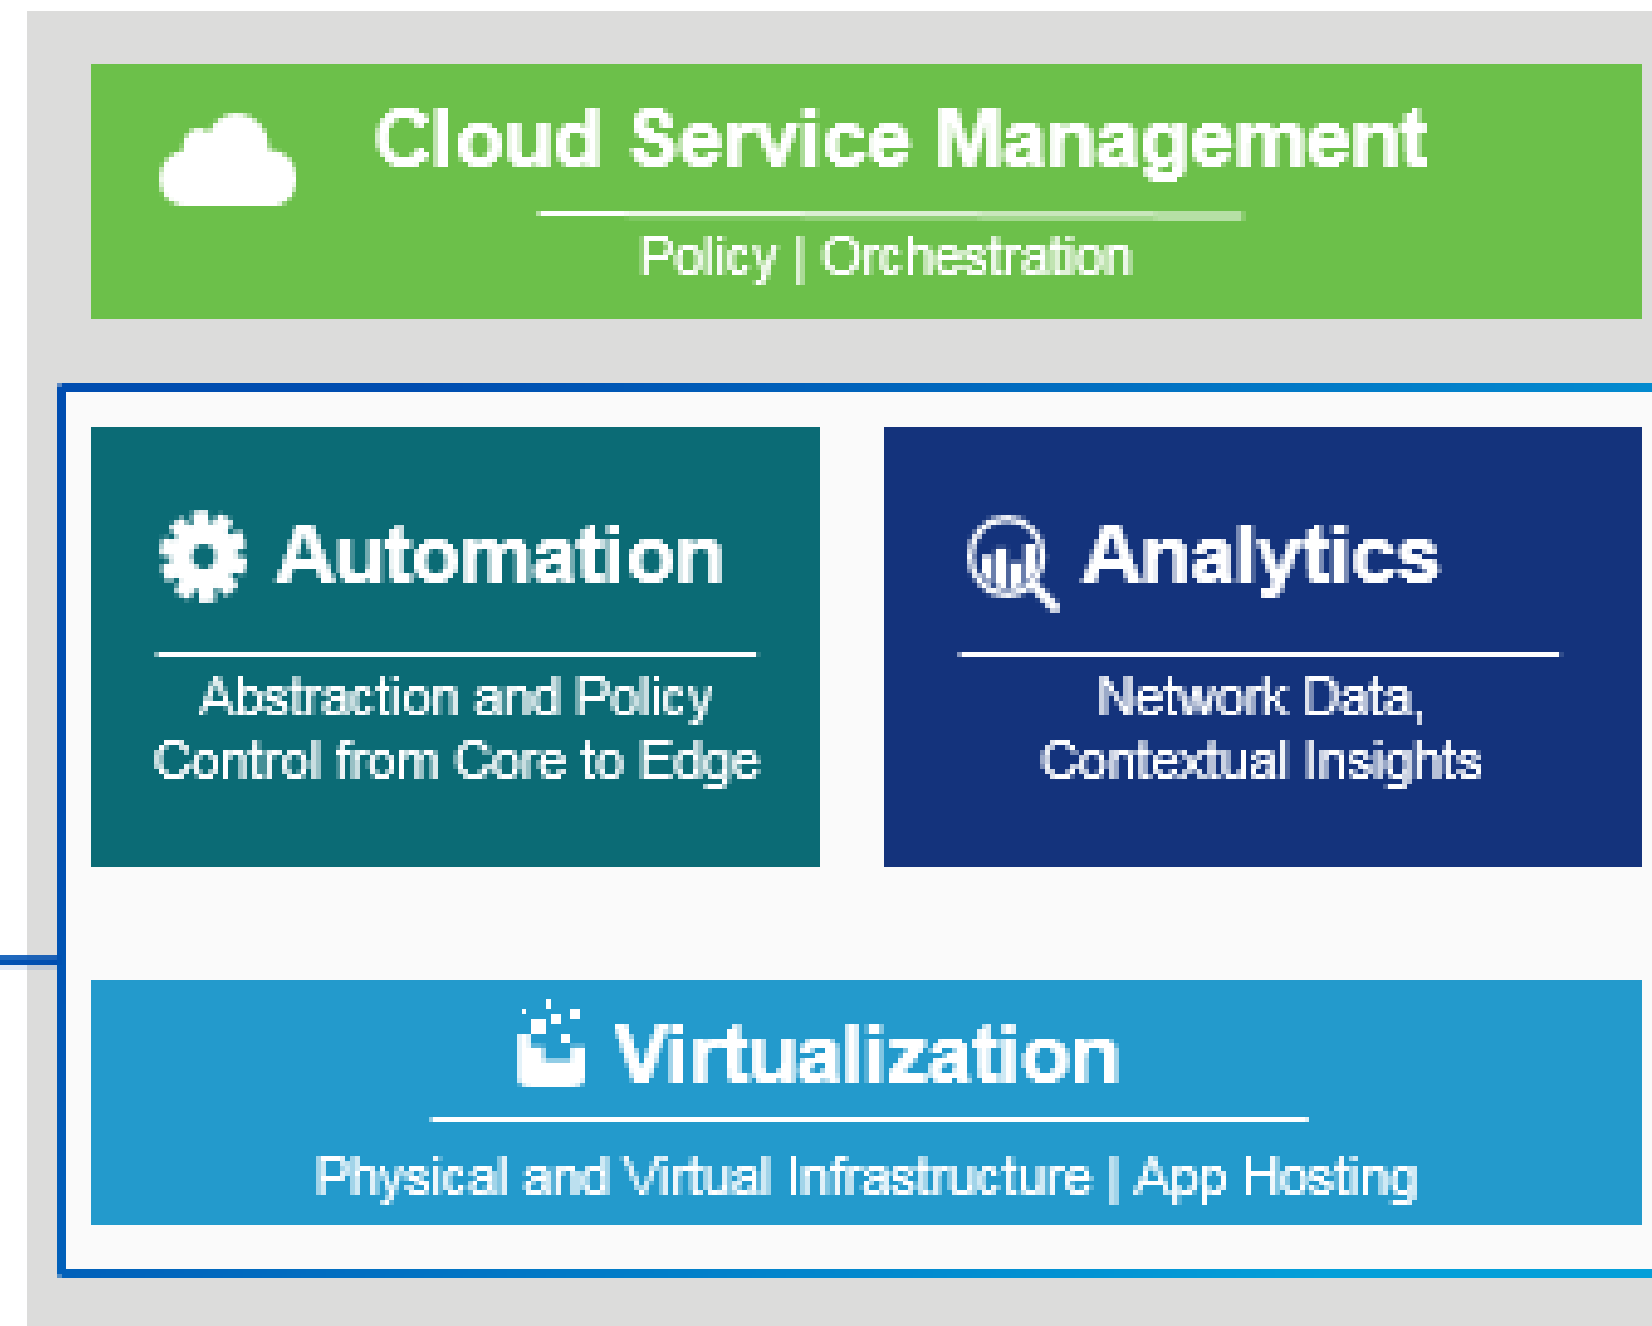 Cloud Service Management
Policy | Orchestration
Automation
Abstraction and Policy
Control from Core to Edge
Analytics
Network Data,
Contextual Insights
Virtualization
Physical and Virtual Infrastructure | App Hosting